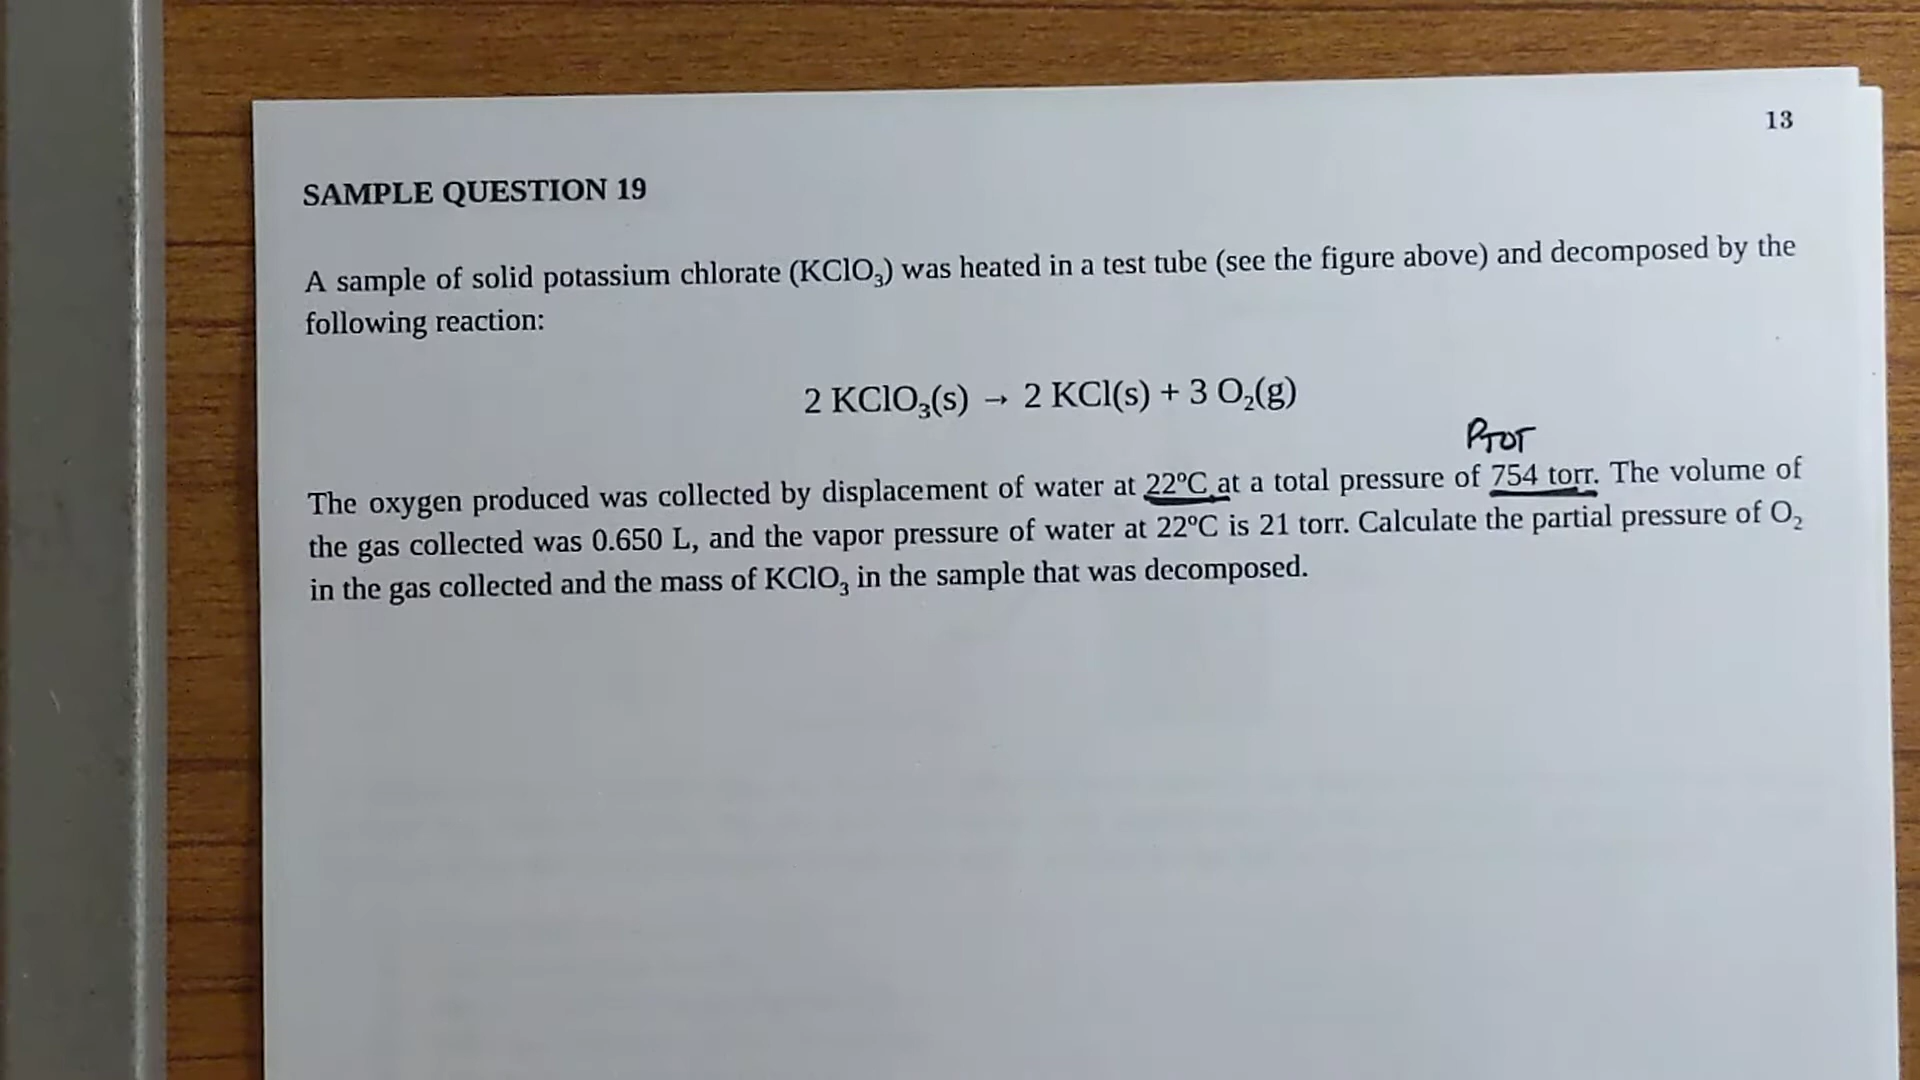 13
SAMPLE QUESTION 19
A sample of solid potassium chlorate (KClO₃) was heated in a test tube (see the figure above) and decomposed by the
following reaction:
2 KClO₃(s) → 2 KCl(s) + 3 O₂(g)
PTOT
The oxygen produced was collected by displacement of water at 22ºC at a total pressure of 754 torr. The volume of
the gas collected was 0.650 L, and the vapor pressure of water at 22ºC is 21 torr. Calculate the partial pressure of O₂
in the gas collected and the mass of KClO₃ in the sample that was decomposed.